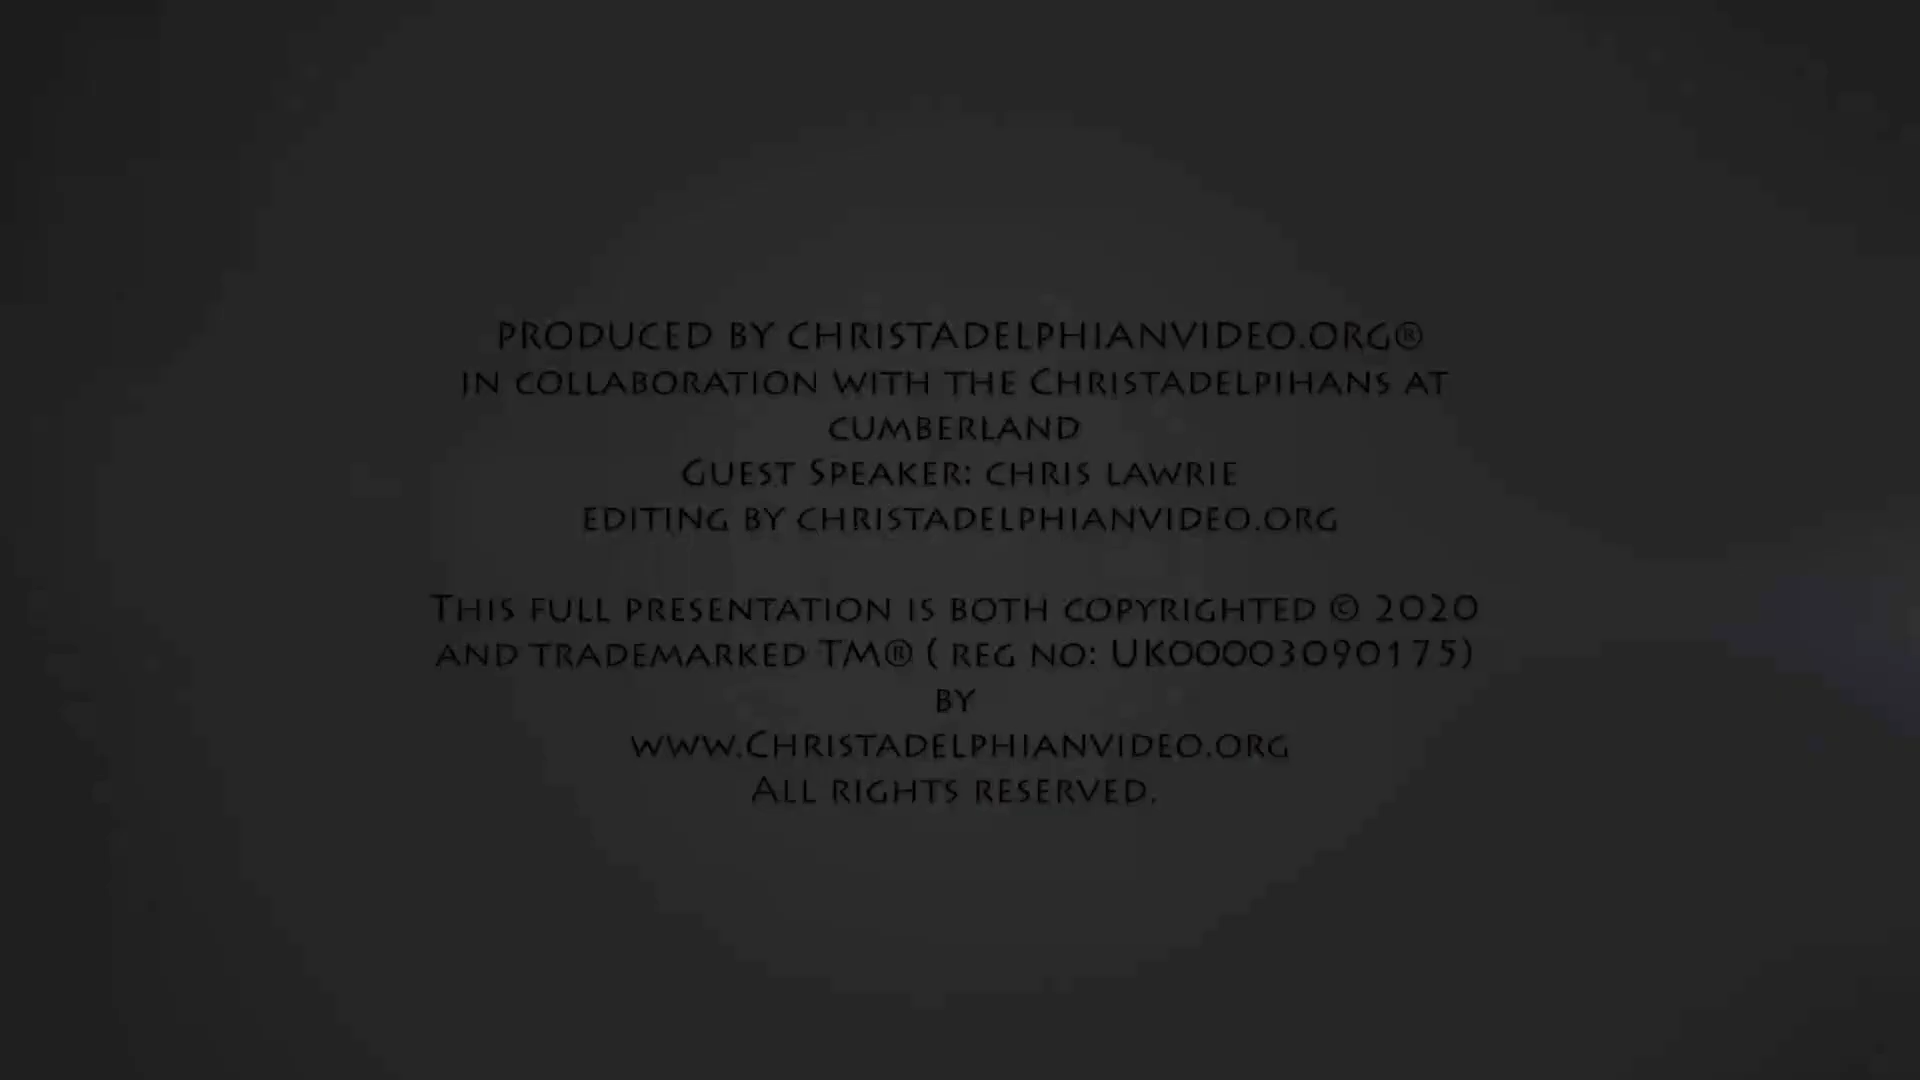 PRODUCED BY CHRISTADELPHIANVIDEO.ORG®
IN COLLABORATION WITH THE CHRISTADELPIHANS AT
CUMBERLAND
GUEST SPEAKER: CHRIS LAWRIE
EDITING BY CHRISTADELPHIANVIDEO.ORG
THIS FULL PRESENTATION IS BOTH COPYRIGHTED © 2020
AND TRADEMARKED TM® ( REG NO: UK00003090175)
BY
WWW.CHRISTADELPHIANVIDEO.ORG
ALL RIGHTS RESERVED.